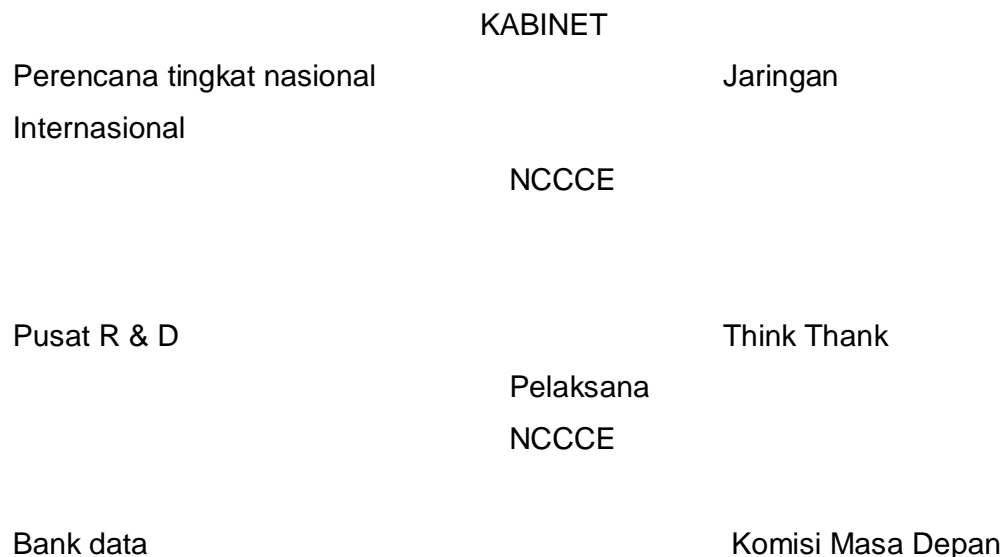 KABINET
Perencana tingkat nasional Jaringan
Internasional
NCCCE
Pusat R & D Think Thank
Pelaksana
NCCCE
Bank data Komisi Masa Depan